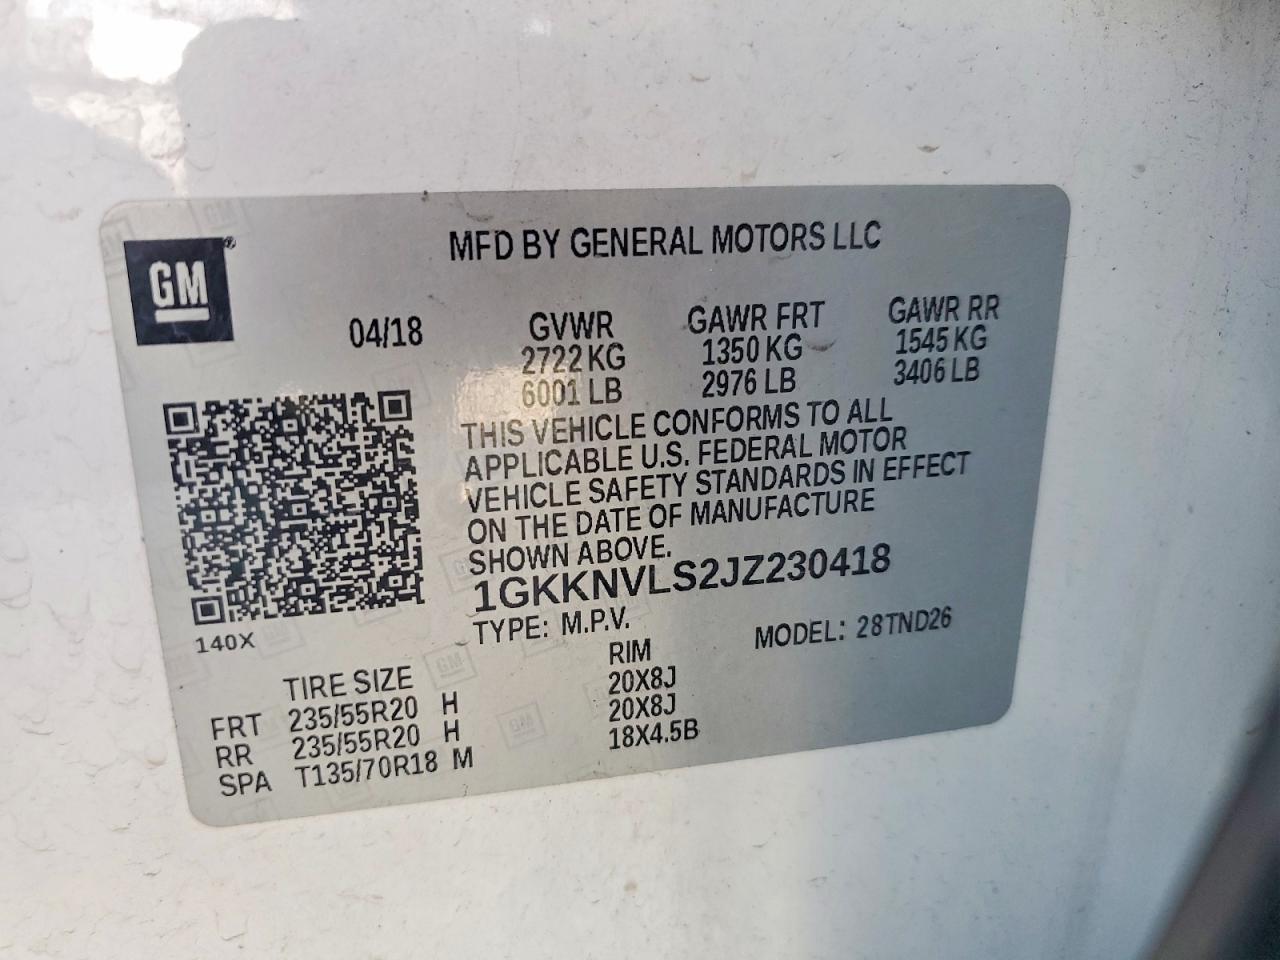 MFD BY GENERAL MOTORS LLC
GM®
04/18 GVWR GAWR FRT GAWR RR
2722 KG 1350 KG 1545 KG
6001 LB 2976 LB 3406 LB
THIS VEHICLE CONFORMS TO ALL
APPLICABLE U.S. FEDERAL MOTOR
VEHICLE SAFETY STANDARDS IN EFFECT
ON THE DATE OF MANUFACTURE
SHOWN ABOVE.
1GKKNVLS2JZ230418
140X
TYPE: M.P.V. MODEL: 28TND26
TIRE SIZE RIM
FRT 235/55R20 H 20X8J
RR 235/55R20 H 20X8J
SPA T135/70R18 M 18X4.5B